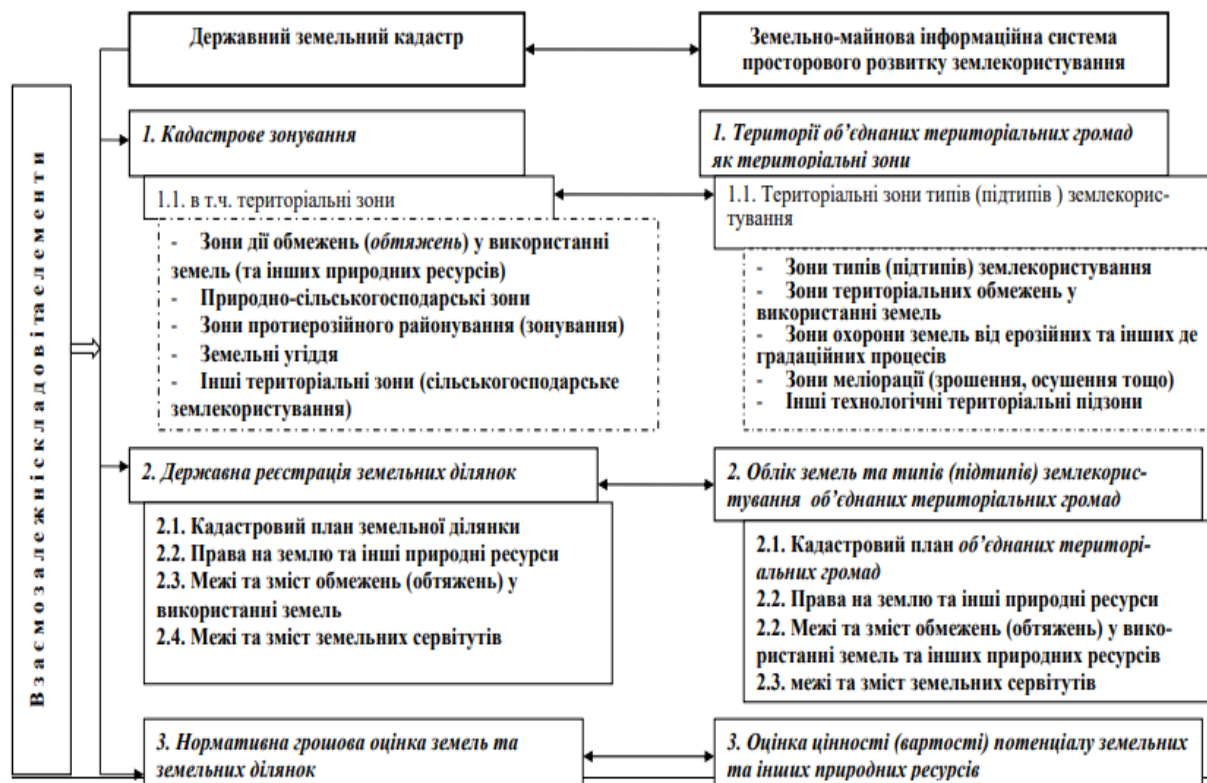 Взаємозалежні складові та елементи
Державний земельний кадастр
Земельно-майнова інформаційна система
просторового розвитку землекористування
1. Кадастрове зонування
1. Території об’єднаних територіальних громад
як територіальні зони
1.1. в т.ч. територіальні зони
1.1. Територіальні зони типів (підтипів ) землекорис-
тування
- Зони дії обмежень (обтяжень) у використанні
земель (та інших природних ресурсів)
- Природно-сільськогосподарські зони
- Зони протиерозійного районування (зонування)
- Земельні угіддя
- Інші територіальні зони (сільськогосподарське
землекористування)
- Зони типів (підтипів) землекористування
- Зони територіальних обмежень у
використанні земель
- Зони охорони земель від ерозійних та інших де
градаційних процесів
- Зони меліорації (зрошення, осушення тощо)
- Інші технологічні територіальні підзони
2. Державна реєстрація земельних ділянок
2. Облік земель та типів (підтипів) землекорис-
тування об’єднаних територіальних громад
2.1. Кадастровий план земельної ділянки
2.2. Права на землю та інші природні ресурси
2.3. Межі та зміст обмежень (обтяжень) у
використанні земель
2.4. Межі та зміст земельних сервітутів
2.1. Кадастровий план об’єднаних територі-
альних громад
2.2. Права на землю та інші природні ресурси
2.2. Межі та зміст обмежень (обтяжень) у вико-
ристанні земель та інших природних ресурсів
2.3. межі та зміст земельних сервітутів
3. Нормативна грошова оцінка земель та
земельних ділянок
3. Оцінка цінності (вартості) потенціалу земельних
та інших природних ресурсів